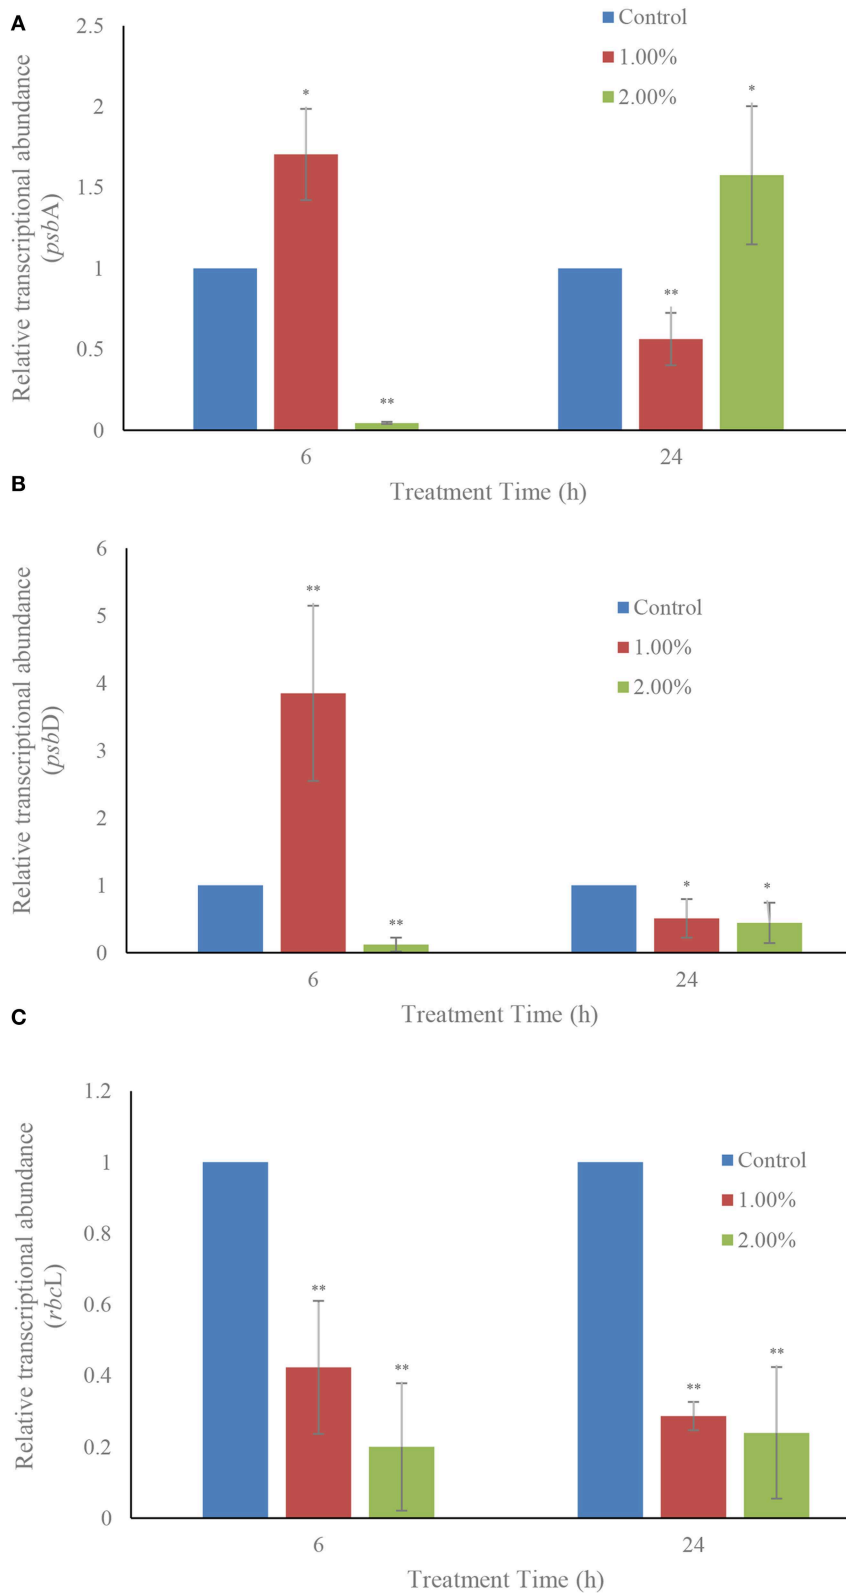 A
Relative transcriptional abundance
(psbA)
2.5
2
1.5
1
0.5
0
Control
1.00%
2.00%
*
**
**
*
6
24
Treatment Time (h)
B
Relative transcriptional abundance
(psbD)
6
5
4
3
2
1
0
Control
1.00%
2.00%
**
**
*
*
6
24
Treatment Time (h)
C
Relative transcriptional abundance
(rbcL)
1.2
1
0.8
0.6
0.4
0.2
0
Control
1.00%
2.00%
**
**
**
**
6
24
Treatment Time (h)